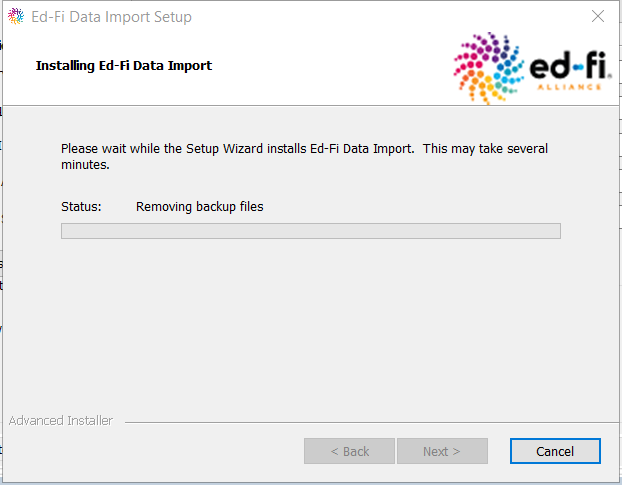 Ed-Fi Data Import Setup
Installing Ed-Fi Data Import
ed-fi®
ALLIANCE
Please wait while the Setup Wizard installs Ed-Fi Data Import. This may take several
minutes.
Status: Removing backup files
Advanced Installer
< Back Next > Cancel